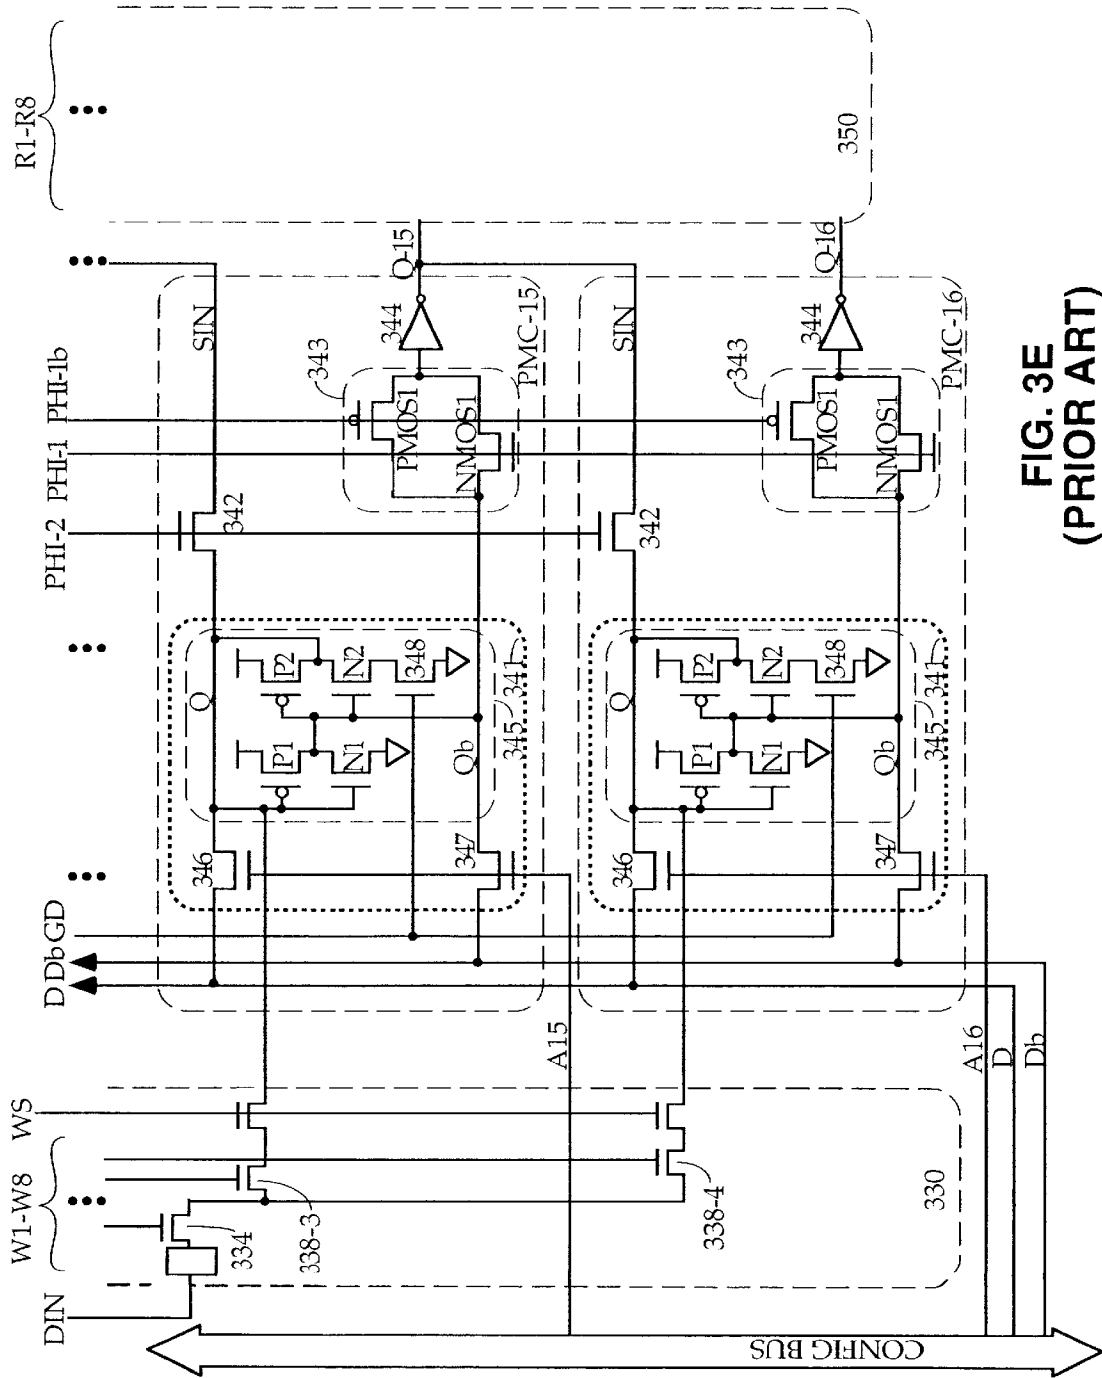 R1-R8
•••
350
•••
SIN
Q-15
344
PMC-15
343
PHI-1b
PMOS1
NMOS1
PHI-1
PHI-2
342
SIN
Q-16
344
PMC-16
343
PMOS1
NMOS1
342
•••
Q
P2
N2
348
P1
N1
Qb
345
341
346
347
Q
P2
N2
348
P1
N1
Qb
345
341
346
347
•••
GD
Db
D
A15
A16
D
Db
WS
W1-W8
•••
334
338-3
338-4
330
DIN
CONFIG BUS
FIG. 3E
(PRIOR ART)